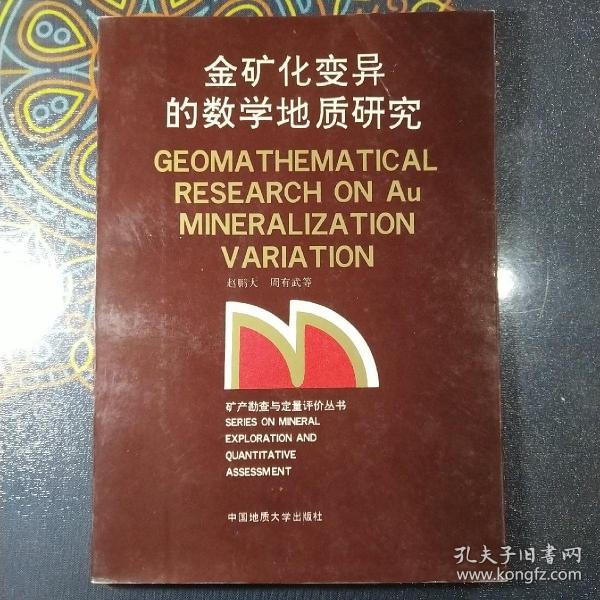 金矿化变异
的数学地质研究
GEOMATHEMATICAL
RESEARCH ON Au
MINERALIZATION
VARIATION
赵鹏大 周有武等
矿产勘查与定量评价丛书
SERIES ON MINERAL
EXPLORATION AND
QUANTITATIVE
ASSESSMENT
中国地质大学出版社
孔夫子旧书网
www.kongfz.com